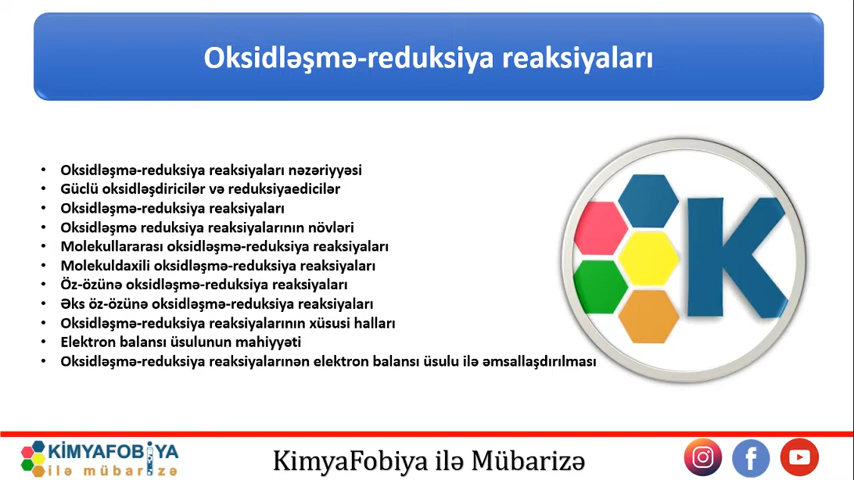 Oksidləşmə-reduksiya reaksiyaları
• Oksidləşmə-reduksiya reaksiyaları nəzəriyyəsi
• Güclü oksidləşdiricilər və reduksiyaedicilər
• Oksidləşmə-reduksiya reaksiyaları
• Oksidləşmə reduksiya reaksiyalarının növləri
• Molekullararası oksidləşmə-reduksiya reaksiyaları
• Molekuldaxili oksidləşmə-reduksiya reaksiyaları
• Öz-özünə oksidləşmə-reduksiya reaksiyaları
• Əks öz-özünə oksidləşmə-reduksiya reaksiyaları
• Oksidləşmə-reduksiya reaksiyalarının xüsusi halları
• Elektron balansı üsulunun mahiyyəti
• Oksidləşmə-reduksiya reaksiyalarınən elektron balansı üsulu ilə əmsallaşdırılması
K
KİMYAFOBİYA
ilə mübarizə
KimyaFobiya ilə Mübarizə